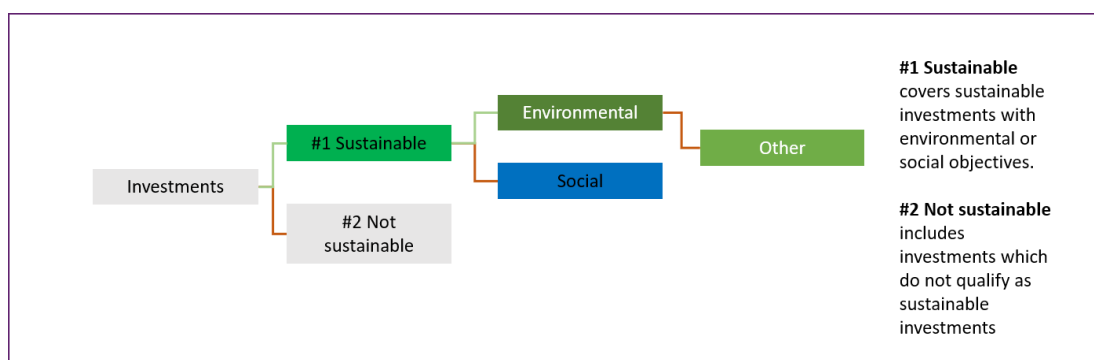 Investments
#1 Sustainable
#2 Not
sustainable
Environmental
Social
Other
#1 Sustainable
covers sustainable
investments with
environmental or
social objectives.
#2 Not sustainable
includes
investments which
do not qualify as
sustainable
investments